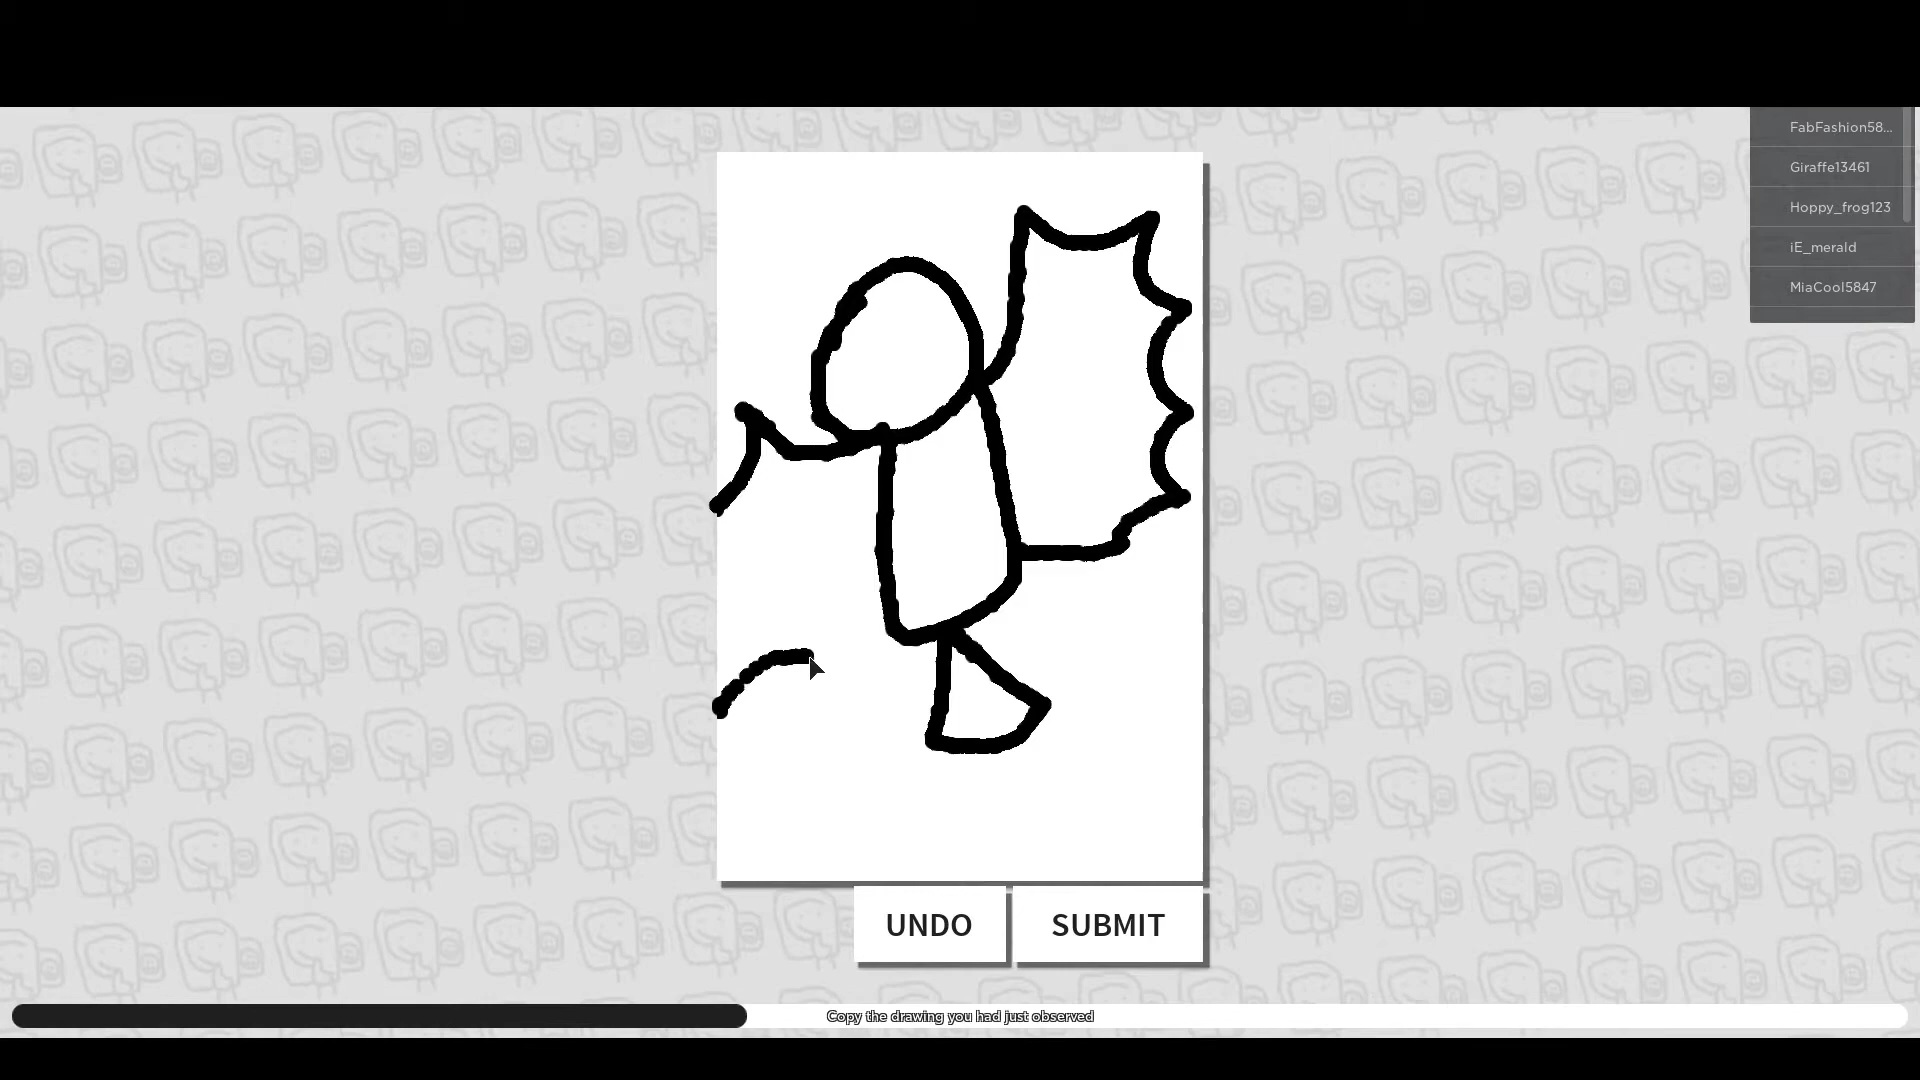 FabFashion58...
Giraffe13461
Hoppy_frog123
iE_merald
MiaCool5847
UNDO
SUBMIT
Copy the drawing you had just observed